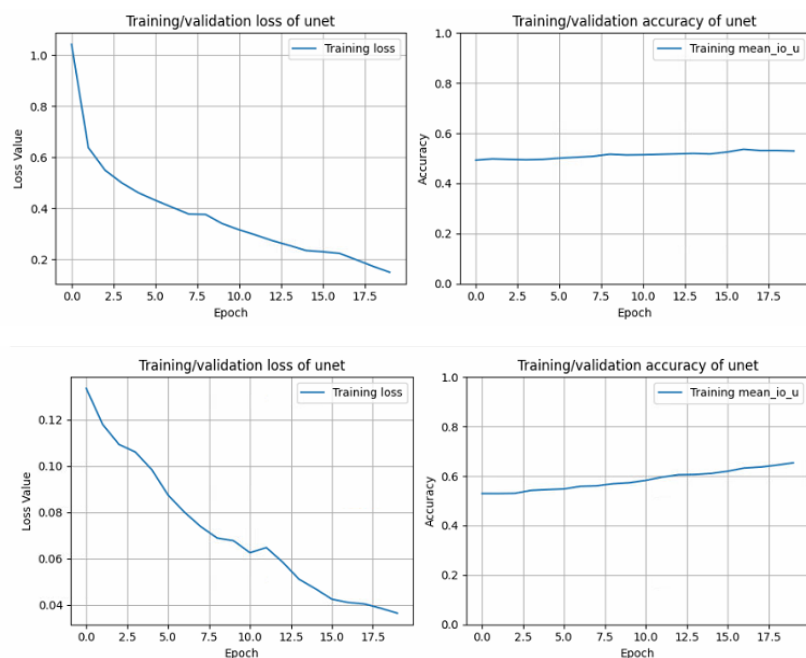 Training/validation loss of unet
Training loss
1.0
0.8
0.6
0.4
0.2
Loss Value
0.0 2.5 5.0 7.5 10.0 12.5 15.0 17.5
Epoch
Training/validation accuracy of unet
Training mean_io_u
1.0
0.8
0.6
0.4
0.2
0.0
Accuracy
0.0 2.5 5.0 7.5 10.0 12.5 15.0 17.5
Epoch
Training/validation loss of unet
Training loss
0.12
0.10
0.08
0.06
0.04
Loss Value
0.0 2.5 5.0 7.5 10.0 12.5 15.0 17.5
Epoch
Training/validation accuracy of unet
Training mean_io_u
1.0
0.8
0.6
0.4
0.2
0.0
Accuracy
0.0 2.5 5.0 7.5 10.0 12.5 15.0 17.5
Epoch